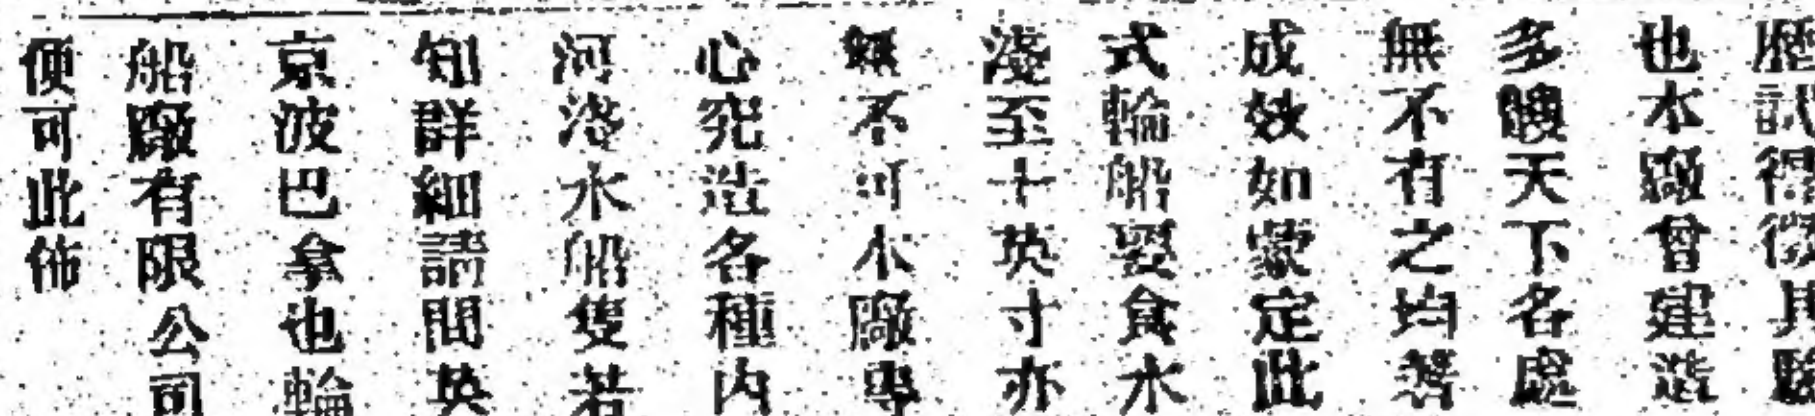 歷試得徵其驗
也本廠曾建造
多艘天下名處
無不有之均著
成效如蒙定此
式輪船要食水
淺至十英寸亦
無不可本廠專
心究造各種內
河淺水船隻若
知群細請問英
京波巴拿也輪
船廠有限公司
便可此佈